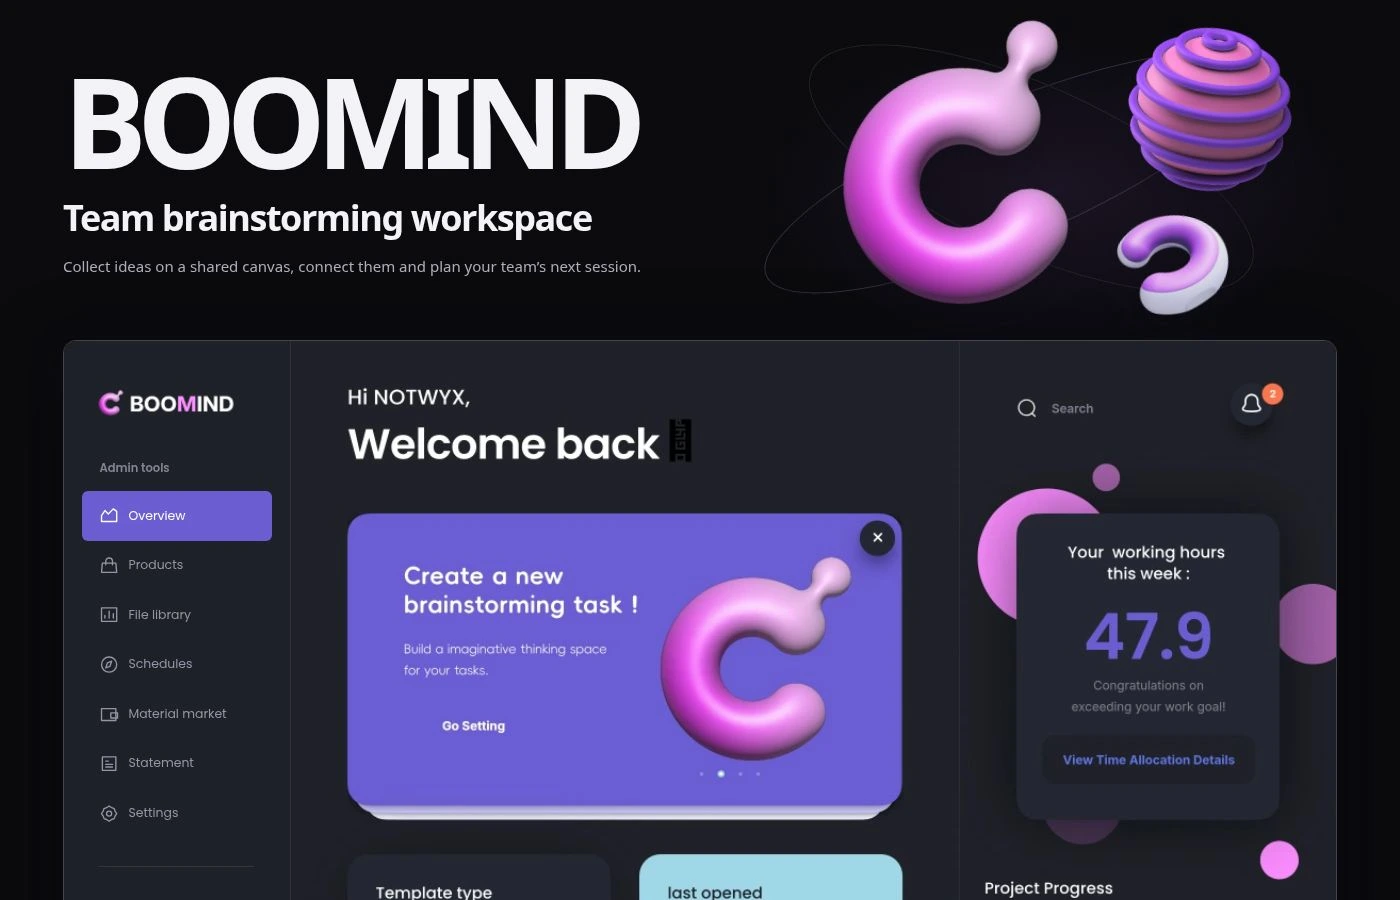 BOOMIND
Team brainstorming workspace
Collect ideas on a shared canvas, connect them and plan your team’s next session.
BOOMIND
Admin tools
Overview
Products
File library
Schedules
Material market
Statement
Settings
Hi NOTWYX,
Welcome back
Create a new
brainstorming task !
Build a imaginative thinking space
for your tasks.
Go Setting
Template type
last opened
Search
2
Your working hours
this week :
47.9
Congratulations on
exceeding your work goal!
View Time Allocation Details
Project Progress